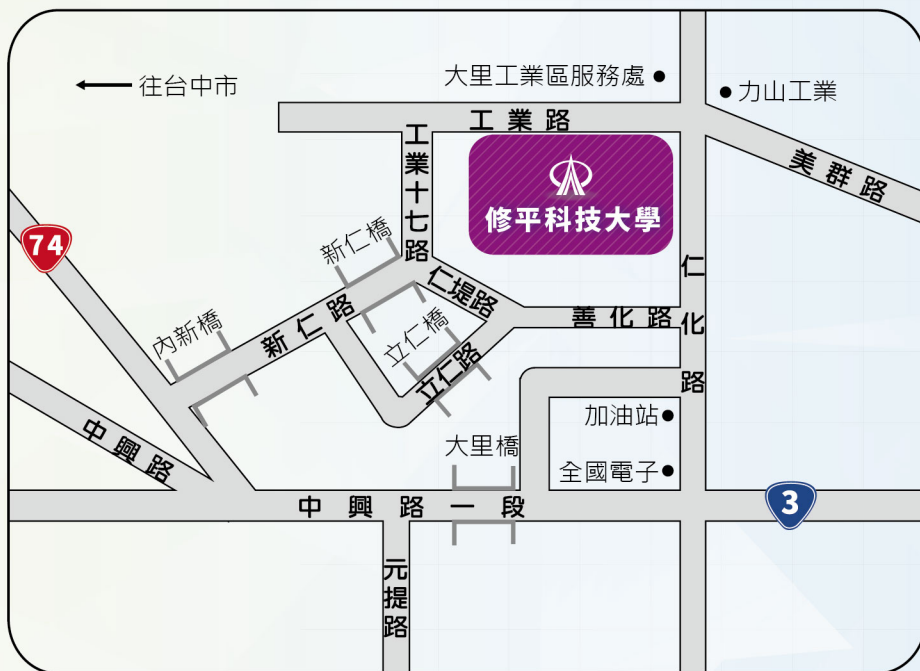 往台中市
大里工業區服務處
力山工業
工業路
美群路
工業十七路
修平科技大學
74
新仁橋
仁堤路
仁化路
內新橋
新仁路
立仁橋
善化路
立仁路
中興路
大里橋
加油站
全國電子
中興路一段
3
元提路